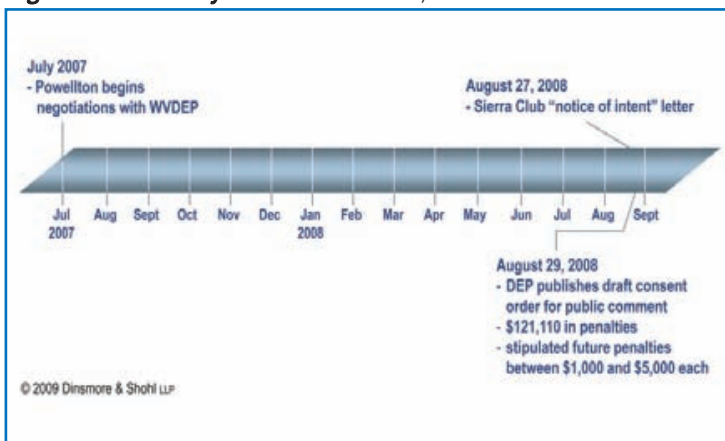 July 2007
- Powellton begins
negotiations with WVDEP
August 27, 2008
- Sierra Club "notice of intent" letter
Jul Aug Sept Oct Nov Dec Jan Feb Mar Apr May Jun Jul Aug Sept
2007 2008
August 29, 2008
- DEP publishes draft consent
order for public comment
- $121,110 in penalties
- stipulated future penalties
between $1,000 and $5,000 each
© 2009 Dinsmore & Shohl LLP